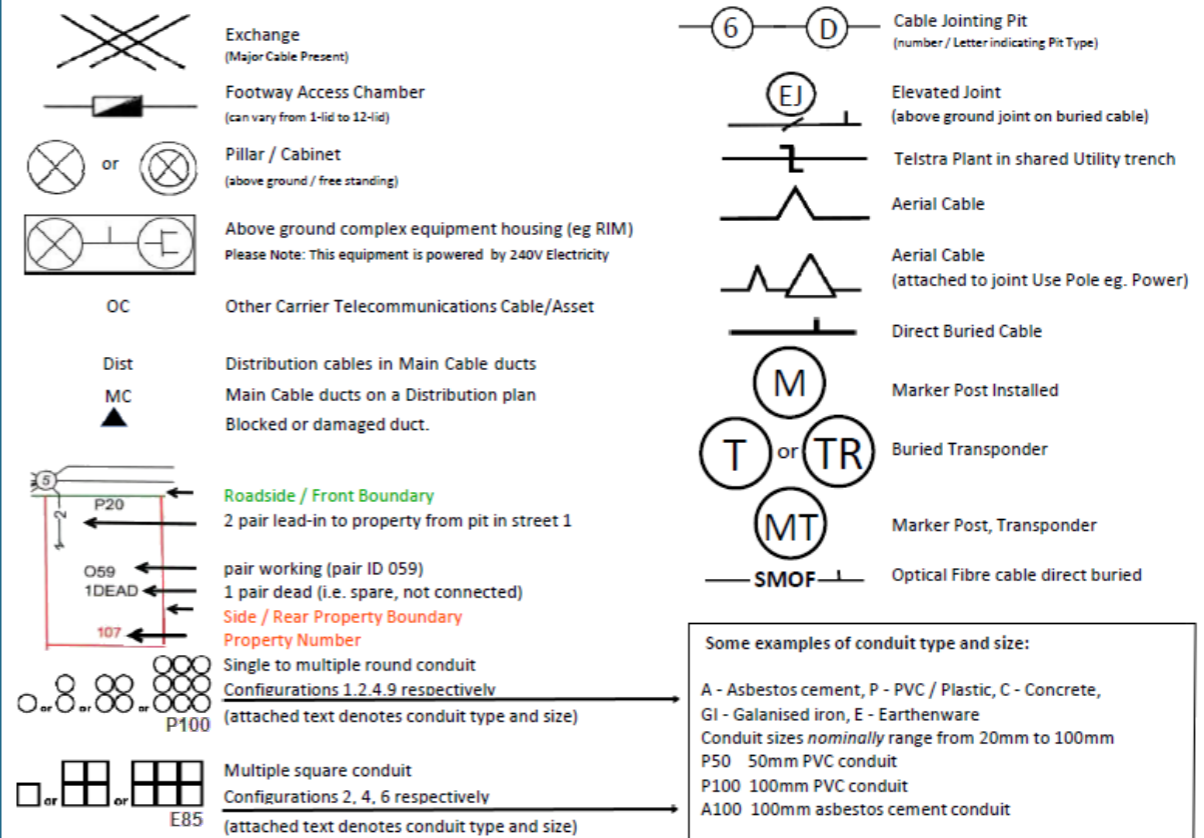 Exchange
(Major Cable Present)
Footway Access Chamber
(can vary from 1-lid to 12-lid)
or
Pillar / Cabinet
(above ground / free standing)
Above ground complex equipment housing (eg RIM)
Please Note: This equipment is powered by 240V Electricity
OC
Other Carrier Telecommunications Cable/Asset
Dist
Distribution cables in Main Cable ducts
MC
Main Cable ducts on a Distribution plan
Blocked or damaged duct.
5
P20
2
Roadside / Front Boundary
2 pair lead-in to property from pit in street 1
O59
pair working (pair ID 059)
1DEAD
1 pair dead (i.e. spare, not connected)
Side / Rear Property Boundary
107
Property Number
Single to multiple round conduit
or or or
Configurations 1,2,4,9 respectively
P100
(attached text denotes conduit type and size)
Multiple square conduit
or or
Configurations 2, 4, 6 respectively
E85
(attached text denotes conduit type and size)
6 D
Cable Jointing Pit
(number / Letter indicating Pit Type)
EJ
Elevated Joint
(above ground joint on buried cable)
Telstra Plant in shared Utility trench
Aerial Cable
Aerial Cable
(attached to joint Use Pole eg. Power)
Direct Buried Cable
M
Marker Post Installed
T or TR
Buried Transponder
MT
Marker Post, Transponder
SMOF
Optical Fibre cable direct buried
Some examples of conduit type and size:
A - Asbestos cement, P - PVC / Plastic, C - Concrete,
GI - Galanised iron, E - Earthenware
Conduit sizes nominally range from 20mm to 100mm
P50 50mm PVC conduit
P100 100mm PVC conduit
A100 100mm asbestos cement conduit